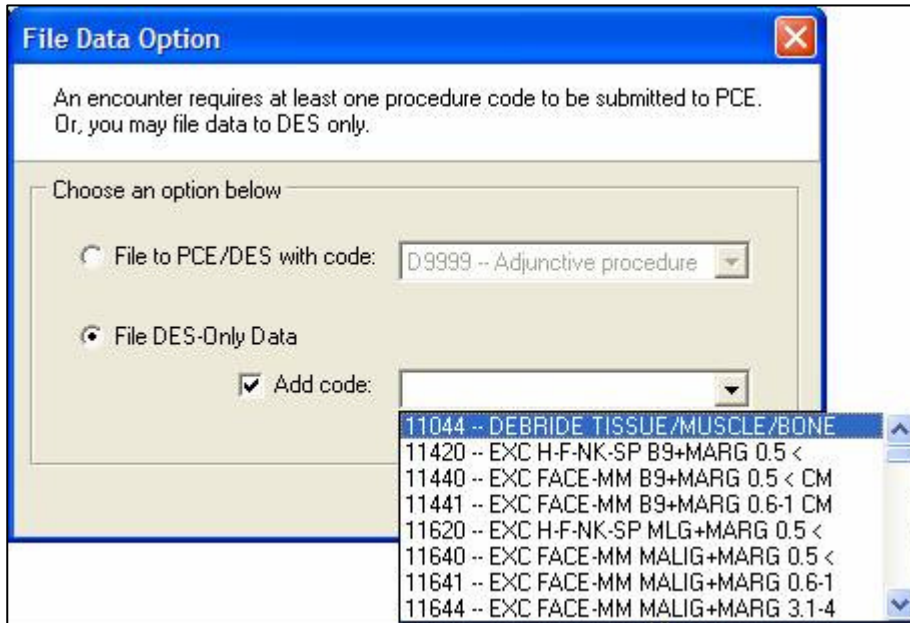 File Data Option
An encounter requires at least one procedure code to be submitted to PCE.
Or, you may file data to DES only.
Choose an option below
File to PCE/DES with code: D9999 -- Adjunctive procedure
File DES-Only Data
Add code:
11044 -- DEBRIDE TISSUE/MUSCLE/BONE
11420 -- EXC H-F-NK-SP B9+MARG 0.5 <
11440 -- EXC FACE-MM B9+MARG 0.5 < CM
11441 -- EXC FACE-MM B9+MARG 0.6-1 CM
11620 -- EXC H-F-NK-SP MLG+MARG 0.5 <
11640 -- EXC FACE-MM MALIG+MARG 0.5 <
11641 -- EXC FACE-MM MALIG+MARG 0.6-1
11644 -- EXC FACE-MM MALIG+MARG 3.1-4